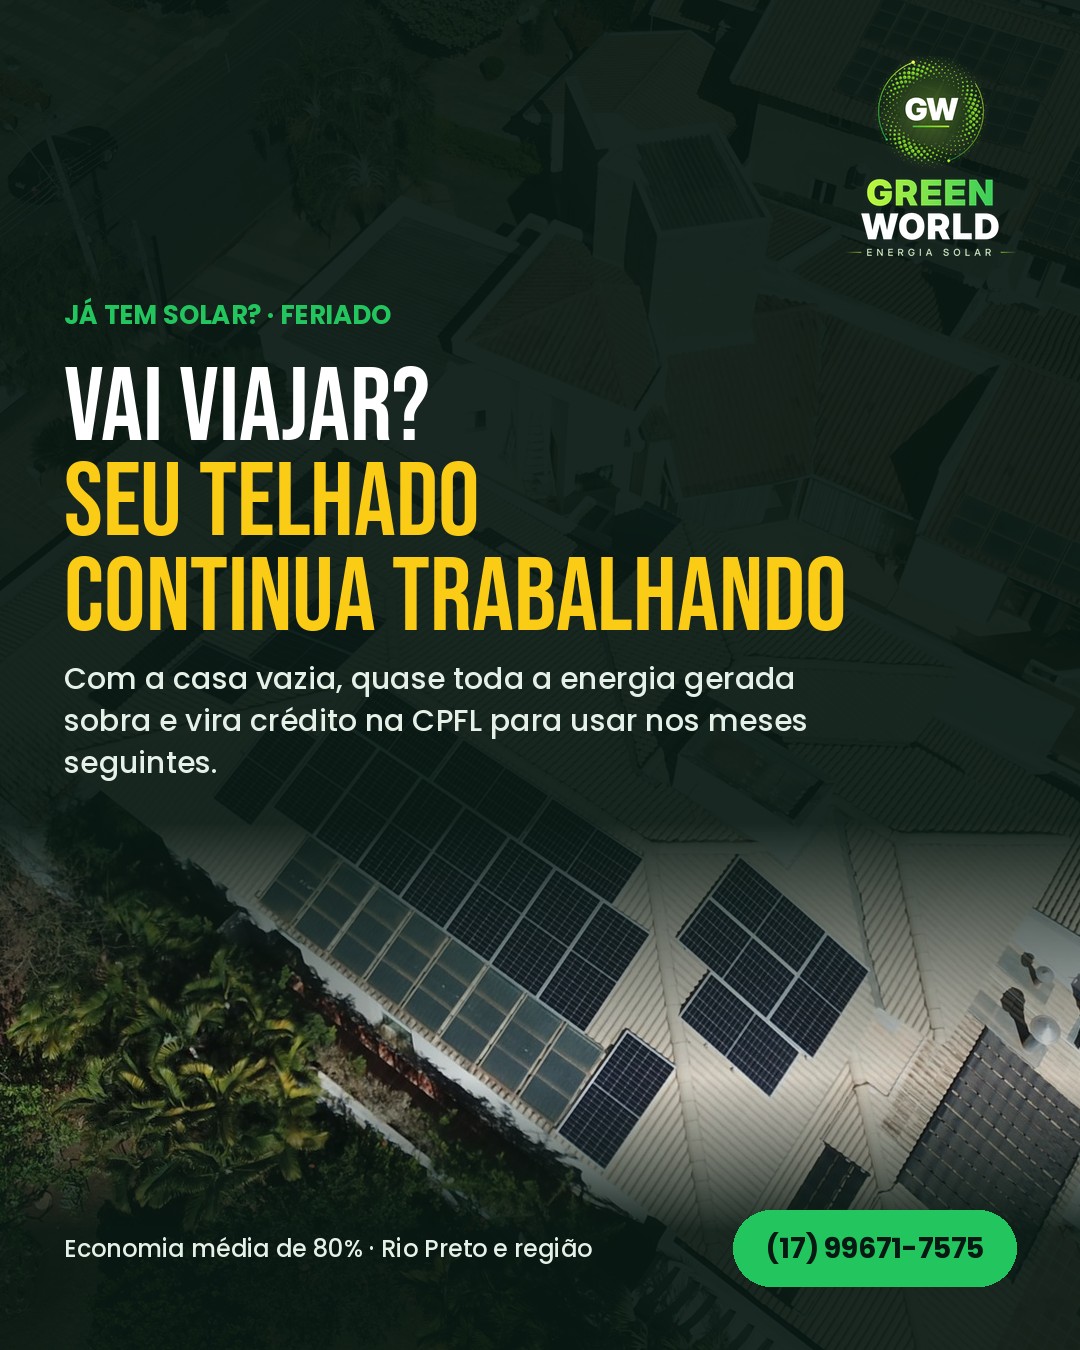 GW
GREEN
WORLD
ENERGIA SOLAR
JÁ TEM SOLAR? · FERIADO
VAI VIAJAR?
SEU TELHADO
CONTINUA TRABALHANDO
Com a casa vazia, quase toda a energia gerada
sobra e vira crédito na CPFL para usar nos meses
seguintes.
Economia média de 80% · Rio Preto e região
(17) 99671-7575